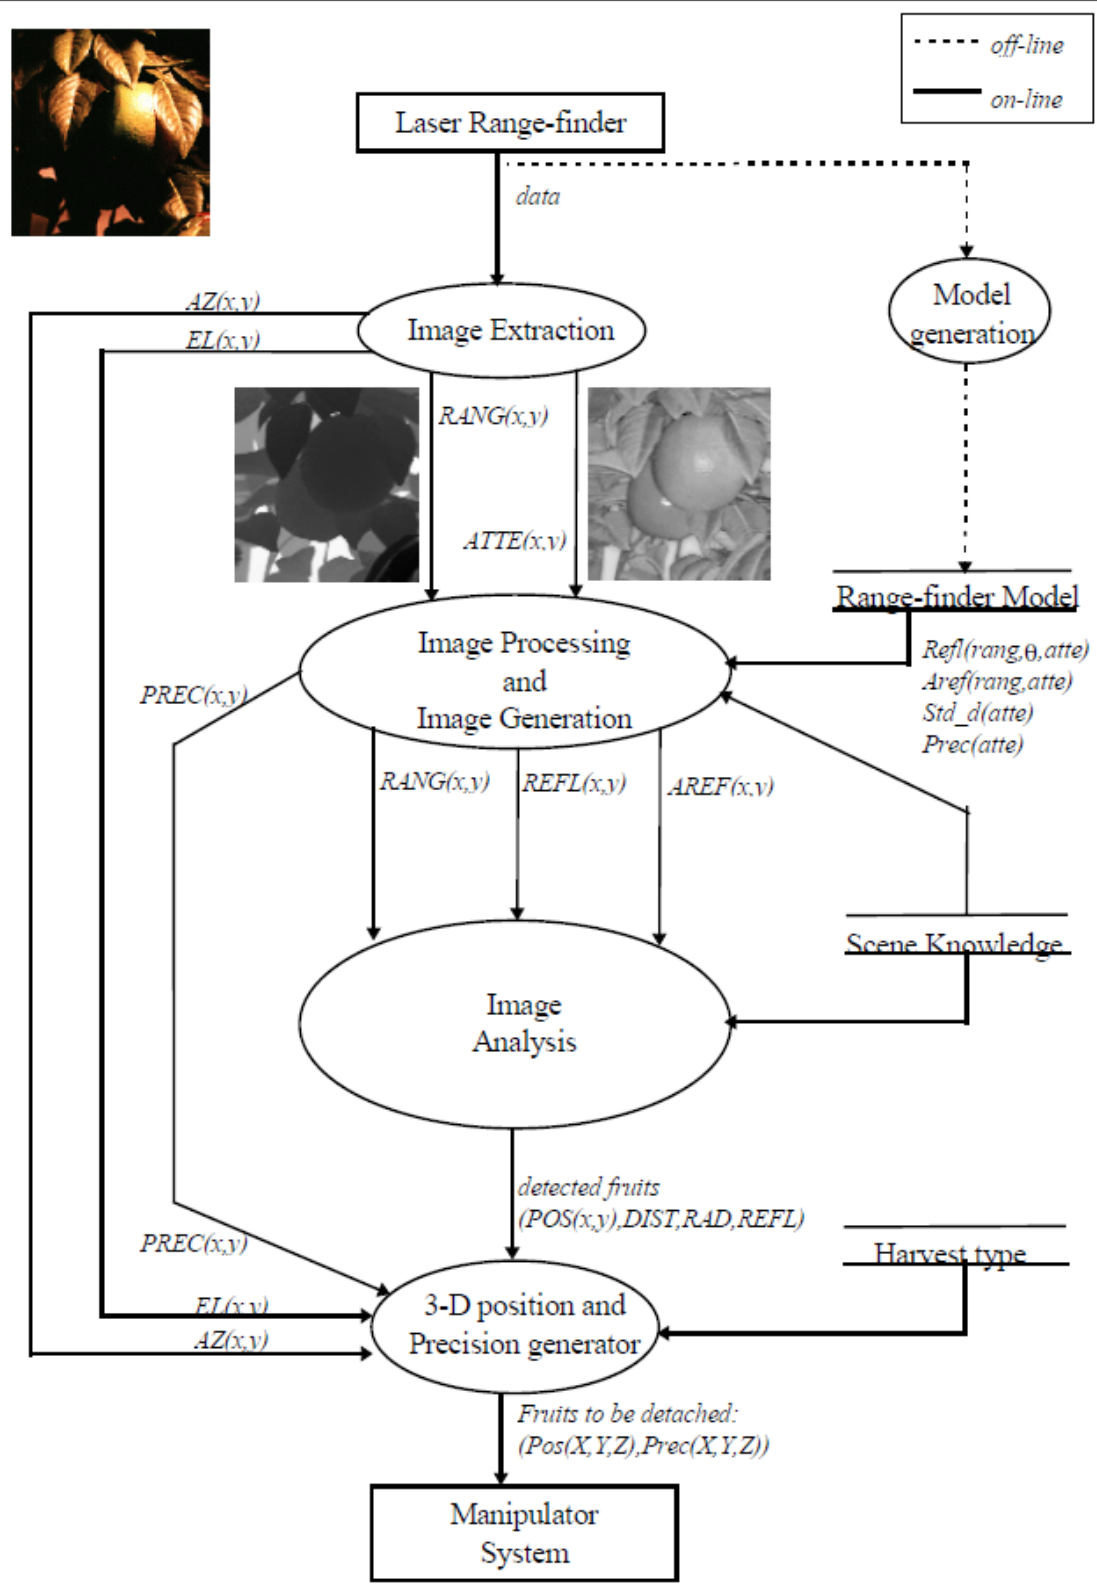 off-line
on-line
Laser Range-finder
data
Model
generation
AZ(x,y)
EL(x,y)
Image Extraction
RANG(x,y)
ATTE(x,y)
Range-finder Model
Refl(rang,θ,atte)
Aref(rang,atte)
Std_d(atte)
Prec(atte)
Image Processing
and
Image Generation
PREC(x,y)
RANG(x,y)
REFL(x,y)
AREF(x,y)
Scene Knowledge
Image
Analysis
detected fruits
(POS(x,y),DIST,RAD,REFL)
PREC(x,y)
Harvest type
EL(x,y)
AZ(x,y)
3-D position and
Precision generator
Fruits to be detached:
(Pos(X,Y,Z),Prec(X,Y,Z))
Manipulator
System